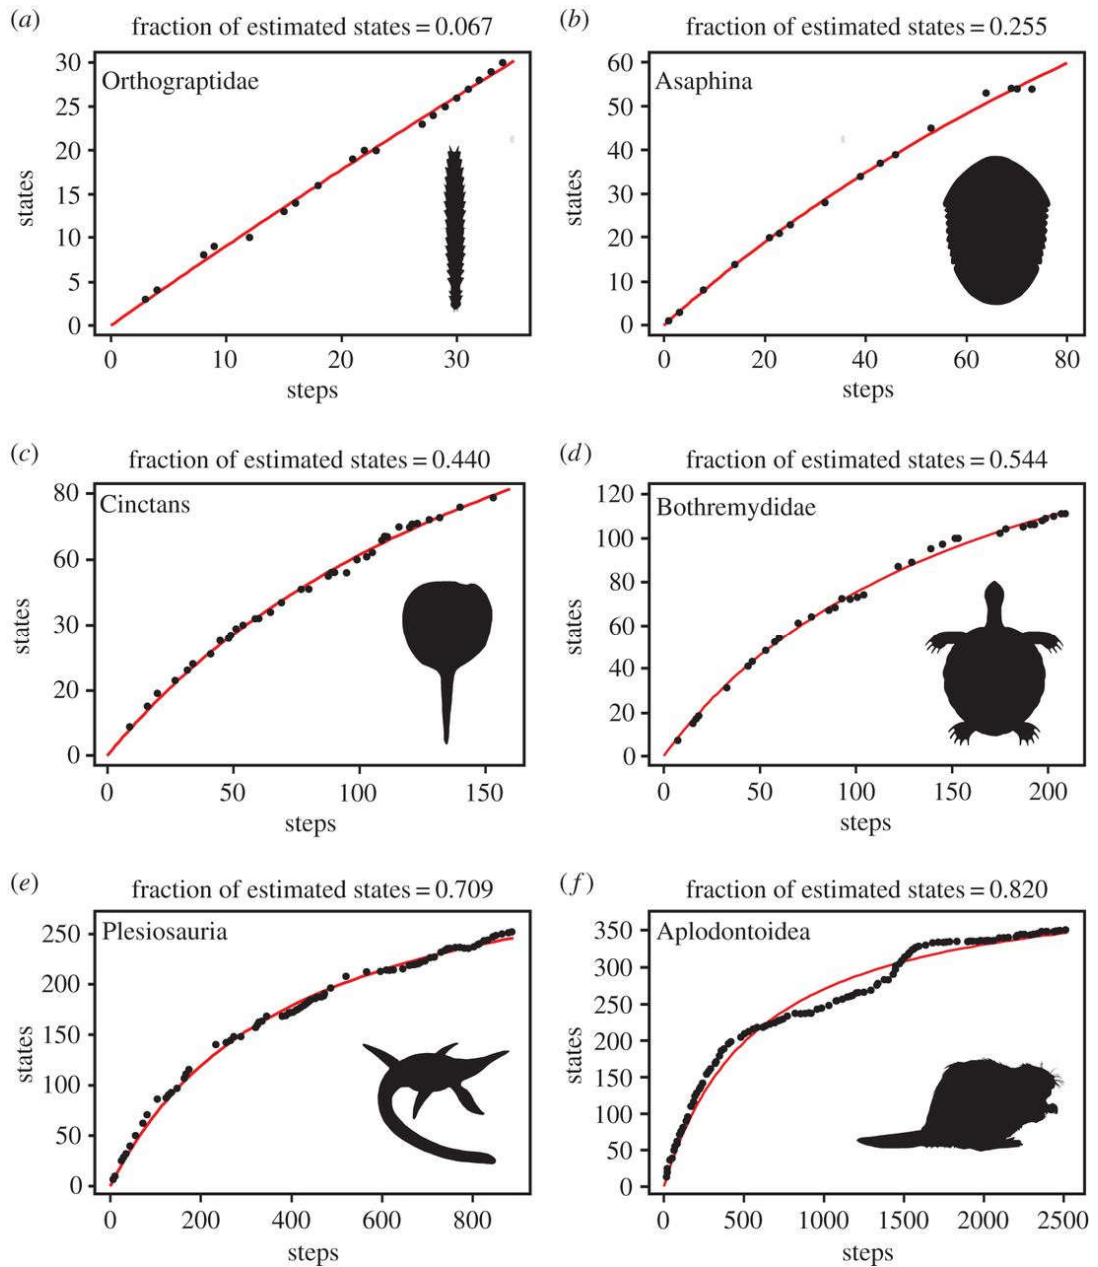 (a)
fraction of estimated states = 0.067
Orthograptidae
30
25
20
15
10
5
0
states
0 10 20 30
steps
(b)
fraction of estimated states = 0.255
Asaphina
60
50
40
30
20
10
0
states
0 20 40 60 80
steps
(c)
fraction of estimated states = 0.440
Cinctans
80
60
30
20
0
states
0 50 100 150
steps
(d)
fraction of estimated states = 0.544
Bothremydidae
120
100
80
60
40
20
0
states
0 50 100 150 200
steps
(e)
fraction of estimated states = 0.709
Plesiosauria
250
200
150
100
50
0
states
0 200 400 600 800
steps
(f)
fraction of estimated states = 0.820
Aplodontoidea
350
300
250
200
150
100
50
0
states
0 500 1000 1500 2000 2500
steps